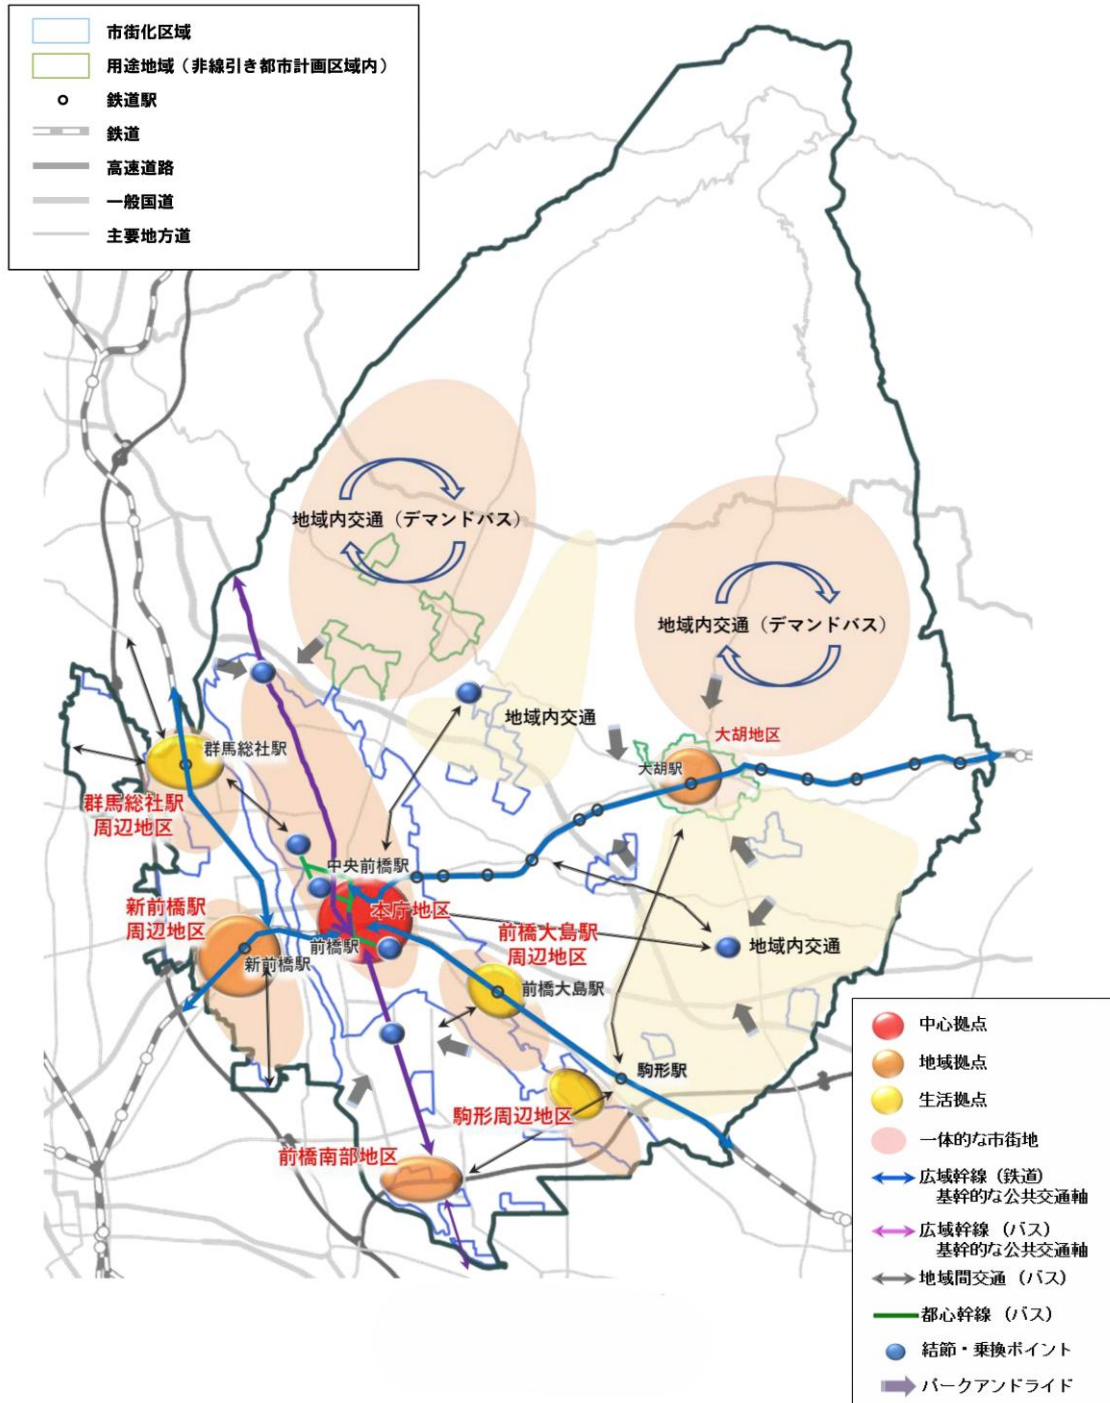 市街化区域
用途地域（非線引き都市計画区域内）
鉄道駅
鉄道
高速道路
一般国道
主要地方道
地域内交通（デマンドバス）
地域内交通（デマンドバス）
地域内交通
大胡地区
大胡駅
群馬総社駅
群馬総社駅
周辺地区
中央前橋駅
本庁地区
新前橋駅
周辺地区
前橋駅
新前橋駅
前橋大島駅
周辺地区
前橋大島駅
地域内交通
駒形駅
駒形周辺地区
前橋南部地区
中心拠点
地域拠点
生活拠点
一体的な市街地
広域幹線（鉄道）
基幹的な公共交通軸
広域幹線（バス）
基幹的な公共交通軸
地域間交通（バス）
都心幹線（バス）
結節・乗換ポイント
パークアンドライド